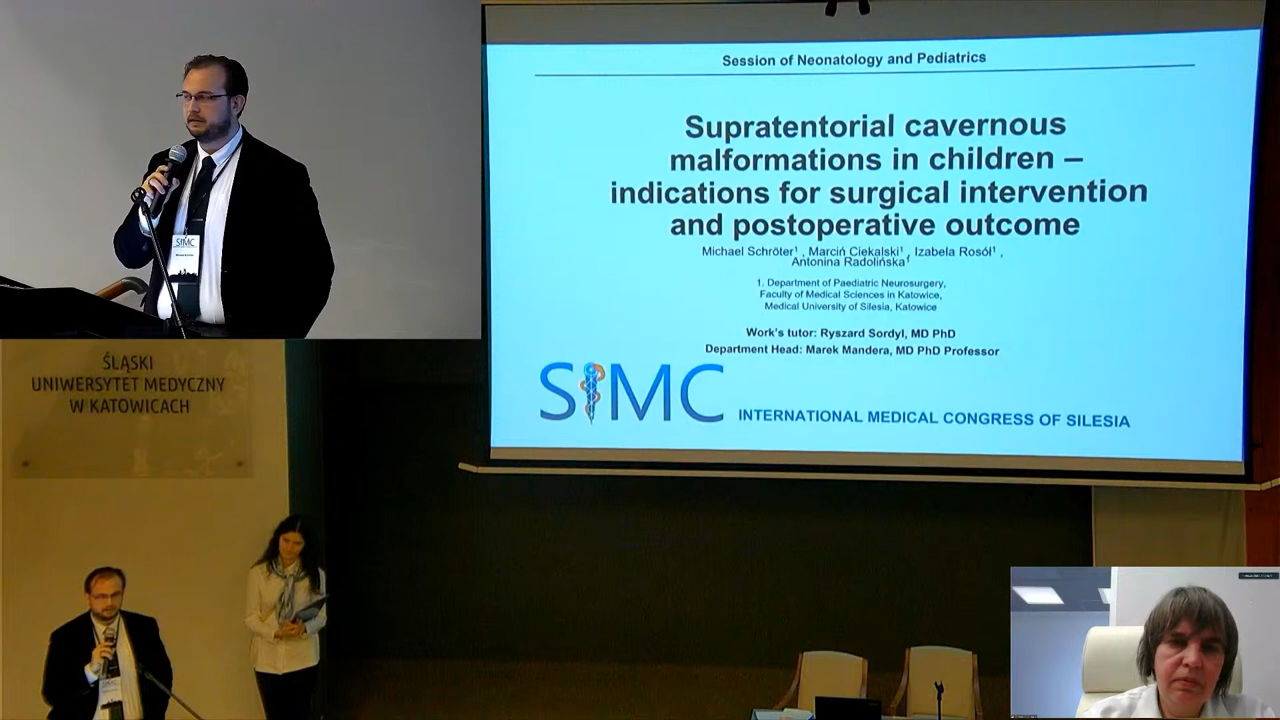 Session of Neonatology and Pediatrics
Supratentorial cavernous
malformations in children –
indications for surgical intervention
and postoperative outcome
Michael Schröter¹ , Marciń Ciekalski¹ , Izabela Rosół¹ ,
Antonina Radolińska¹
1. Department of Paediatric Neurosurgery,
Faculty of Medical Sciences in Katowice,
Medical University of Silesia, Katowice
Work's tutor: Ryszard Sordyl, MD PhD
Department Head: Marek Mandera, MD PhD Professor
SIMC INTERNATIONAL MEDICAL CONGRESS OF SILESIA
SIMC
ŚLĄSKI
UNIWERSYTET MEDYCZNY
W KATOWICACH
SIMC